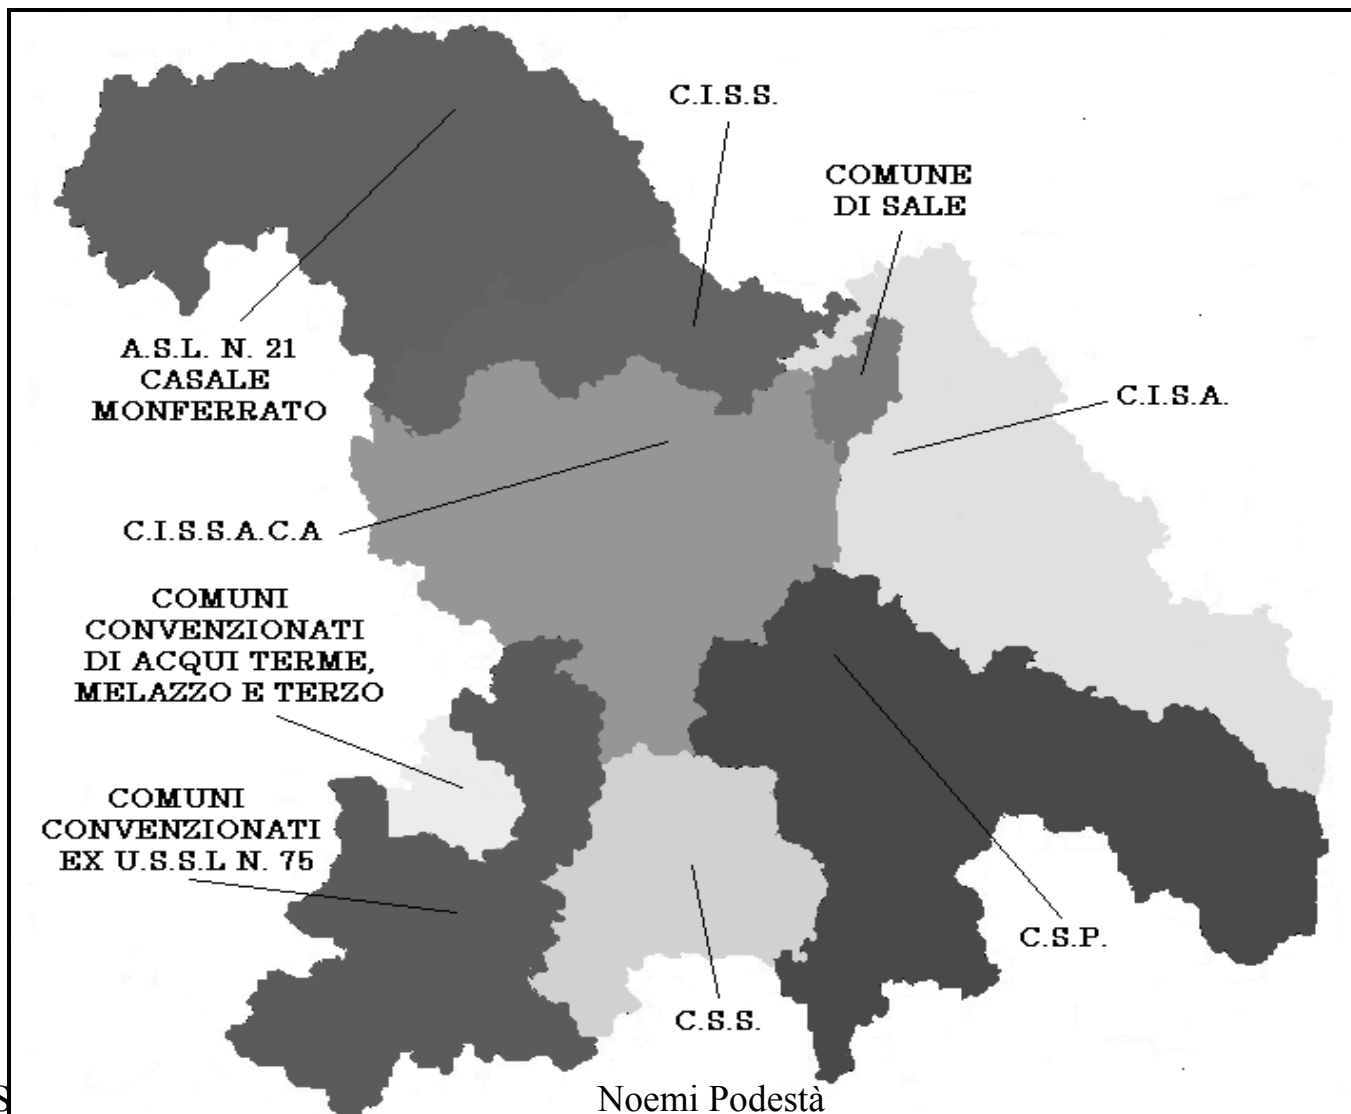 C.I.S.S.
COMUNE
DI SALE
A.S.L. N. 21
CASALE
MONFERRATO
C.I.S.A.
C.I.S.S.A.C.A
COMUNI
CONVENZIONATI
DI ACQUI TERME,
MELAZZO E TERZO
COMUNI
CONVENZIONATI
EX U.S.S.L N. 75
C.S.P.
C.S.S.
S
Noemi Podestà